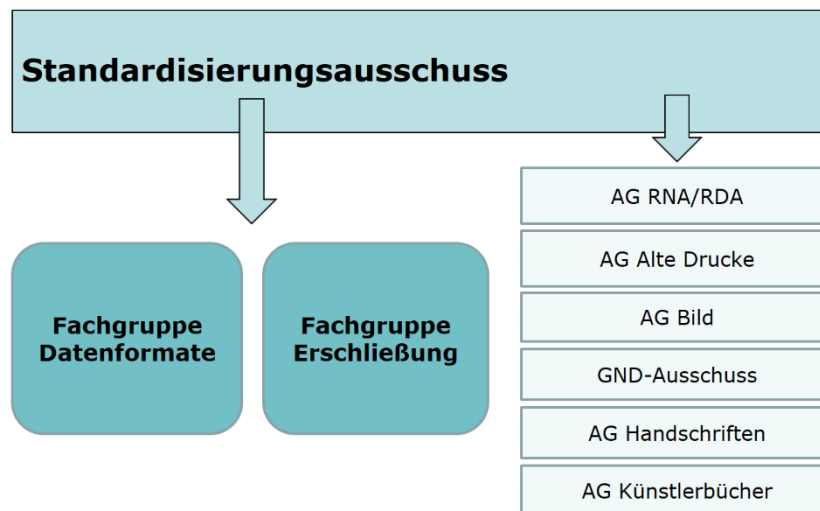 Standardisierungsausschuss
Fachgruppe
Datenformate
Fachgruppe
Erschließung
AG RNA/RDA
AG Alte Drucke
AG Bild
GND-Ausschuss
AG Handschriften
AG Künstlerbücher